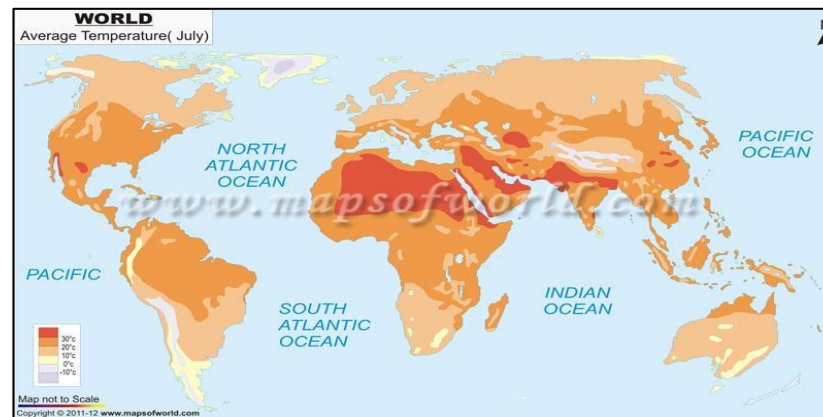 WORLD
Average Temperature( July)
NORTH
ATLANTIC
OCEAN
PACIFIC
OCEAN
www.mapsofworld.com
PACIFIC
SOUTH
ATLANTIC
OCEAN
INDIAN
OCEAN
30°c
20°c
10°c
0°c
-10°c
Map not to Scale
Copyright © 2011-12 www.mapsofworld.com